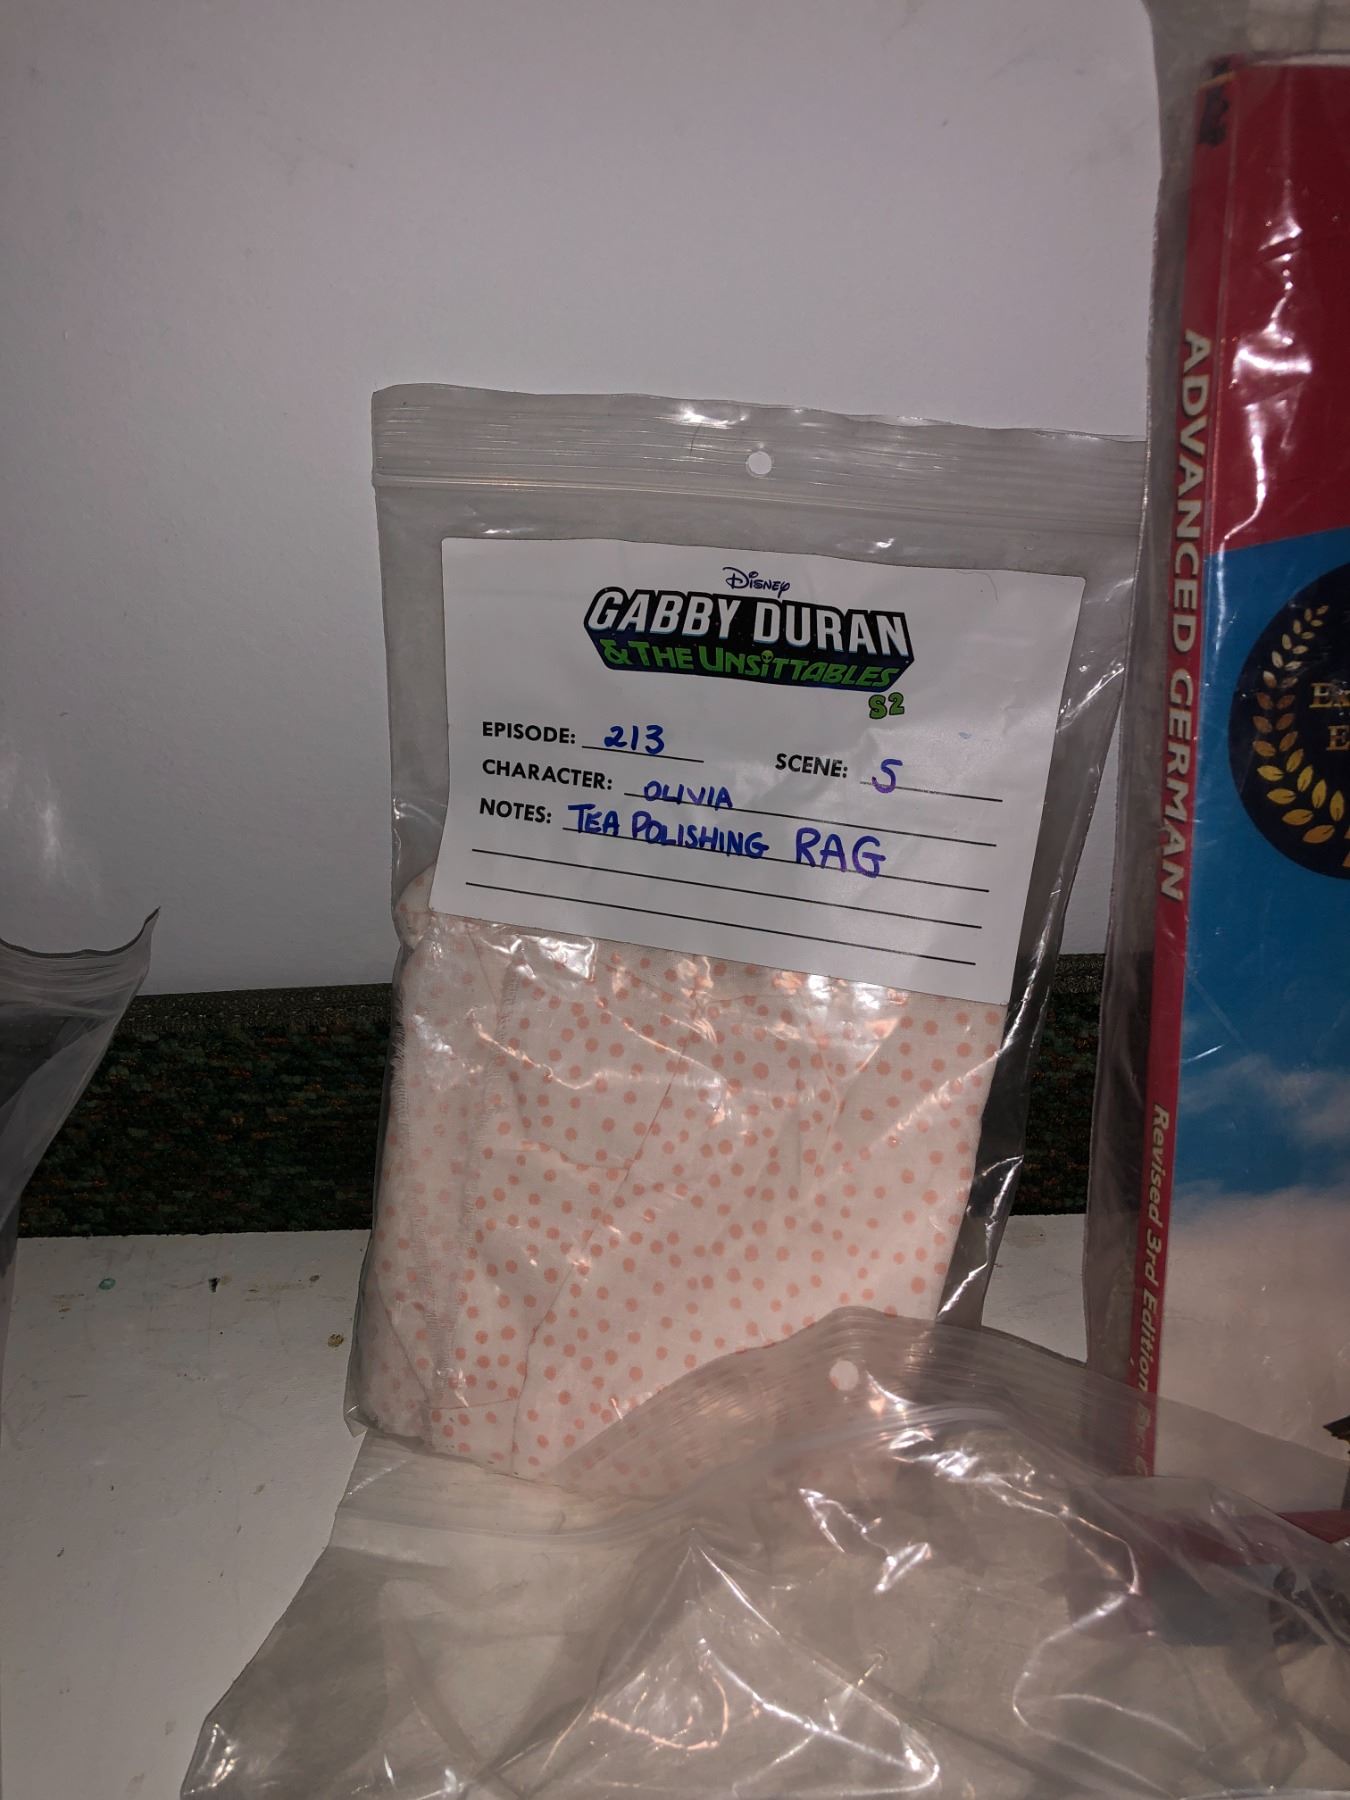 Disney
GABBY DURAN
& THE UNSITTABLES
S2
EPISODE: 213 SCENE: 5
CHARACTER: OLIVIA
NOTES: TEA POLISHING RAG
ADVANCED GERMAN
Revised 3rd Edition